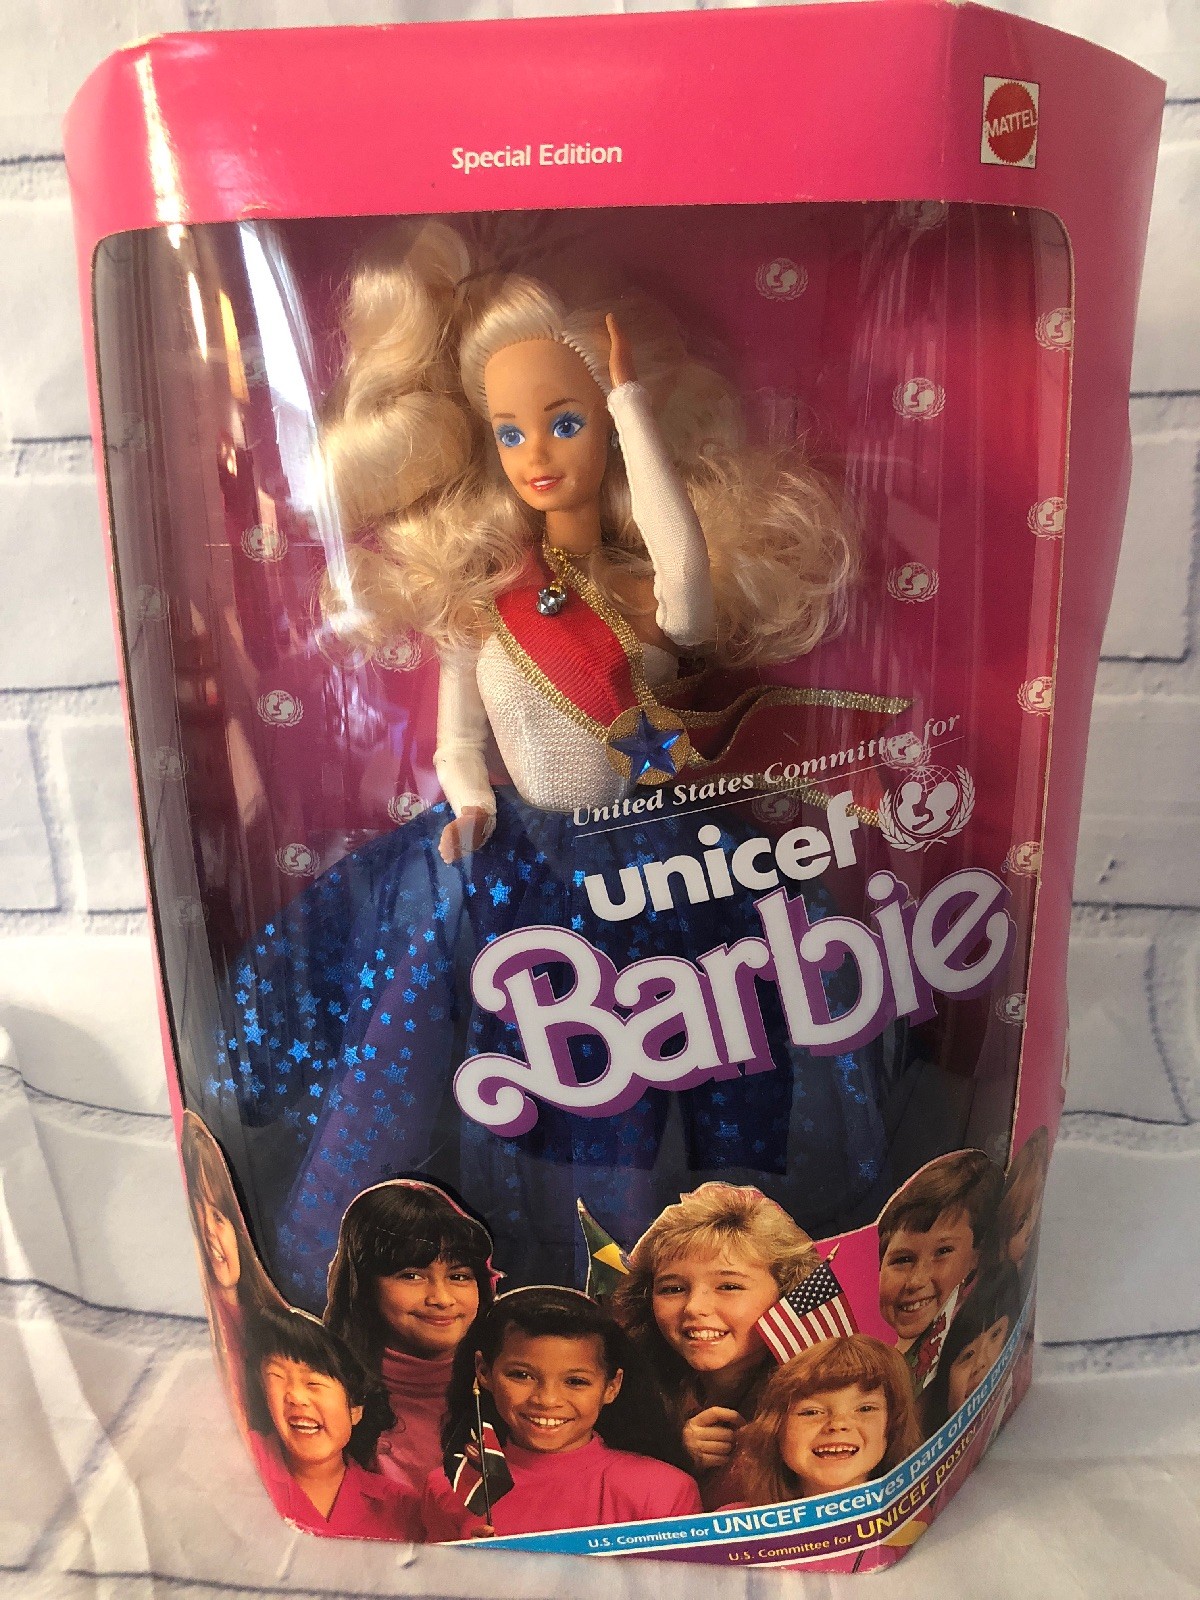 Special Edition
MATTEL
United States Committee for
unicef
Barbie
U.S. Committee for UNICEF receives part of the
U.S. Committee for UNICEF poster